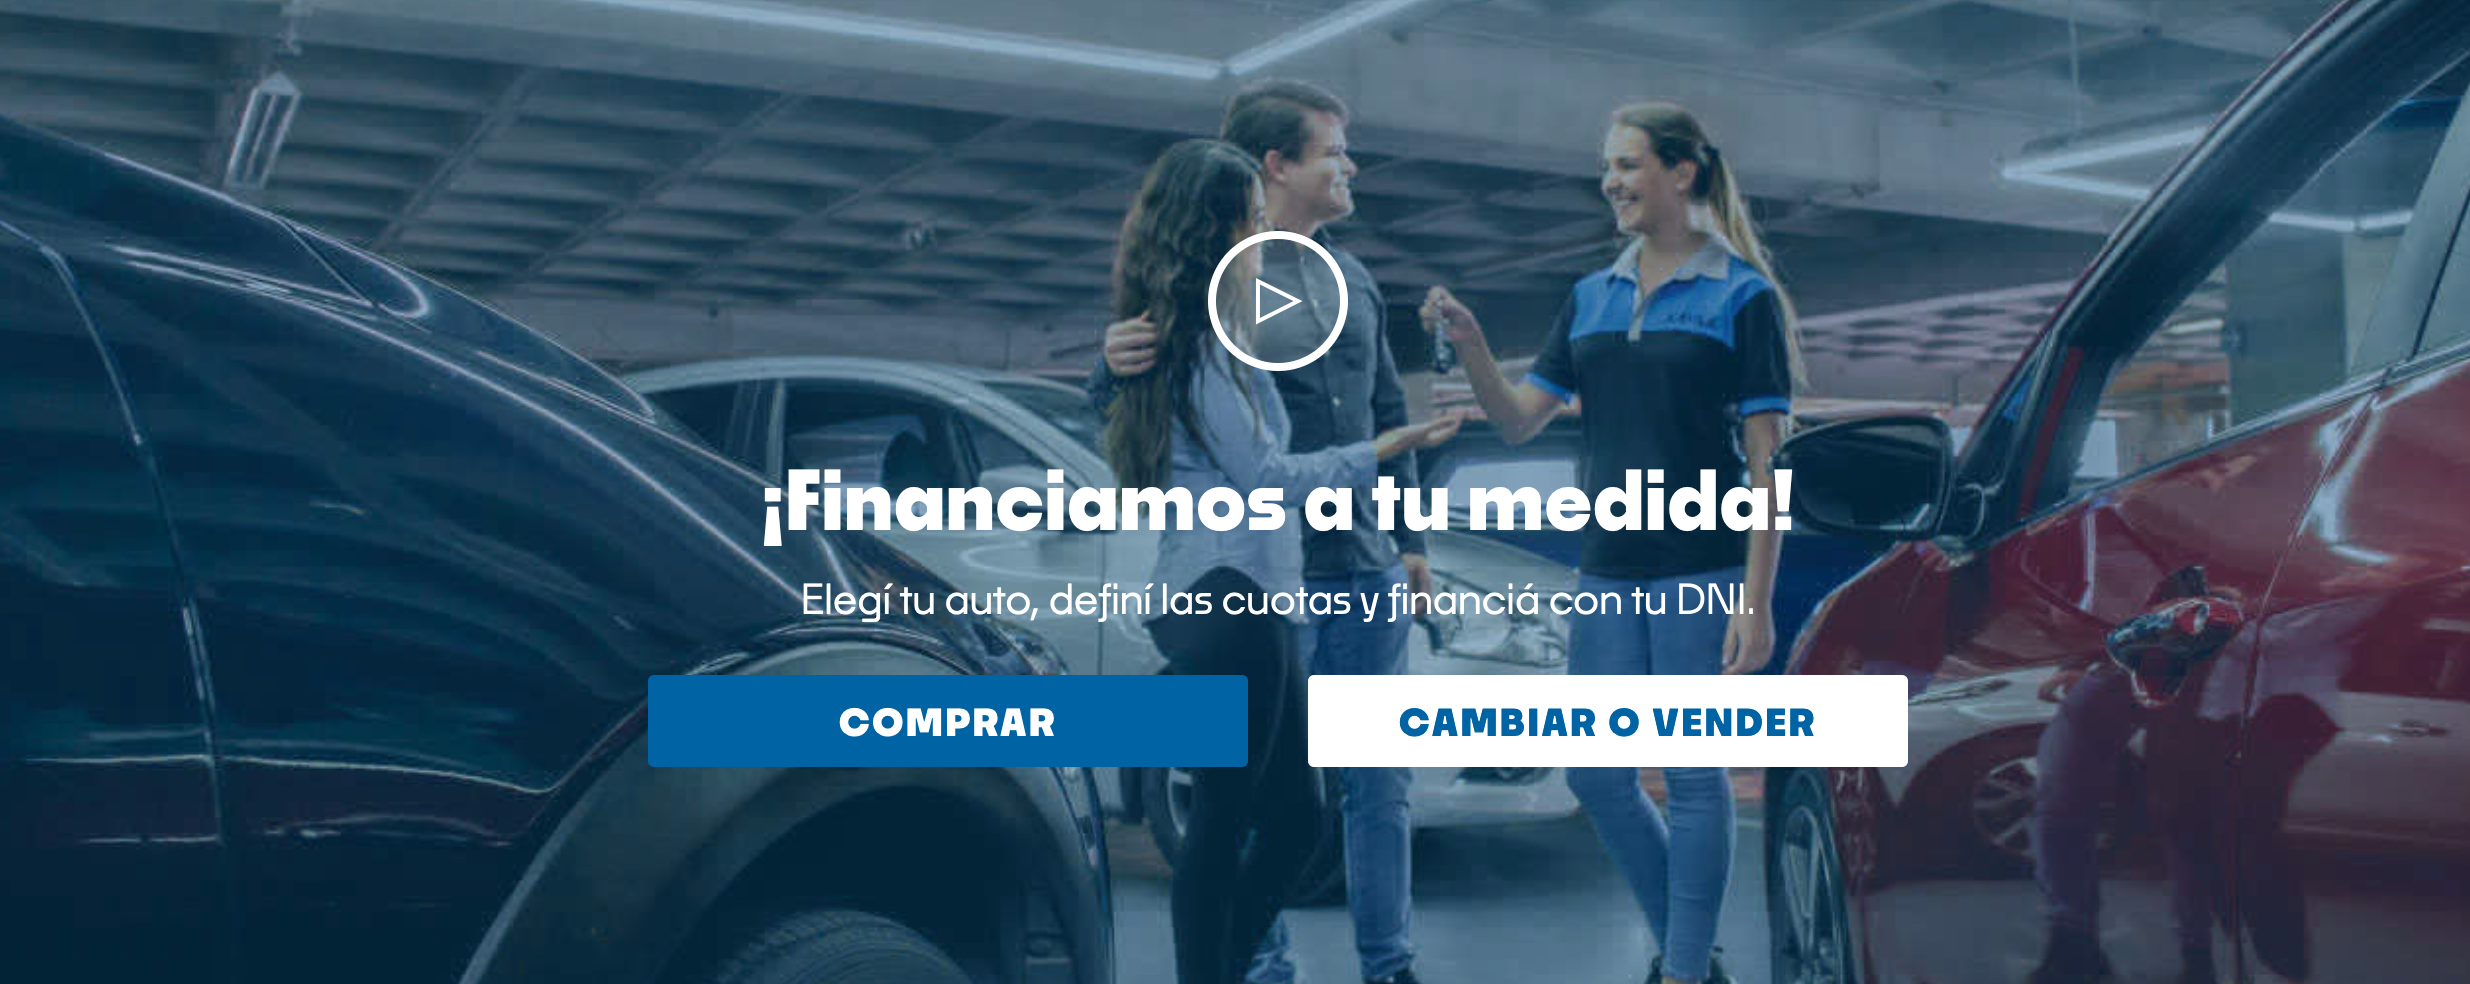 ¡Financiamos a tu medida!
Elegí tu auto, definí las cuotas y financiá con tu DNI.
COMPRAR
CAMBIAR O VENDER